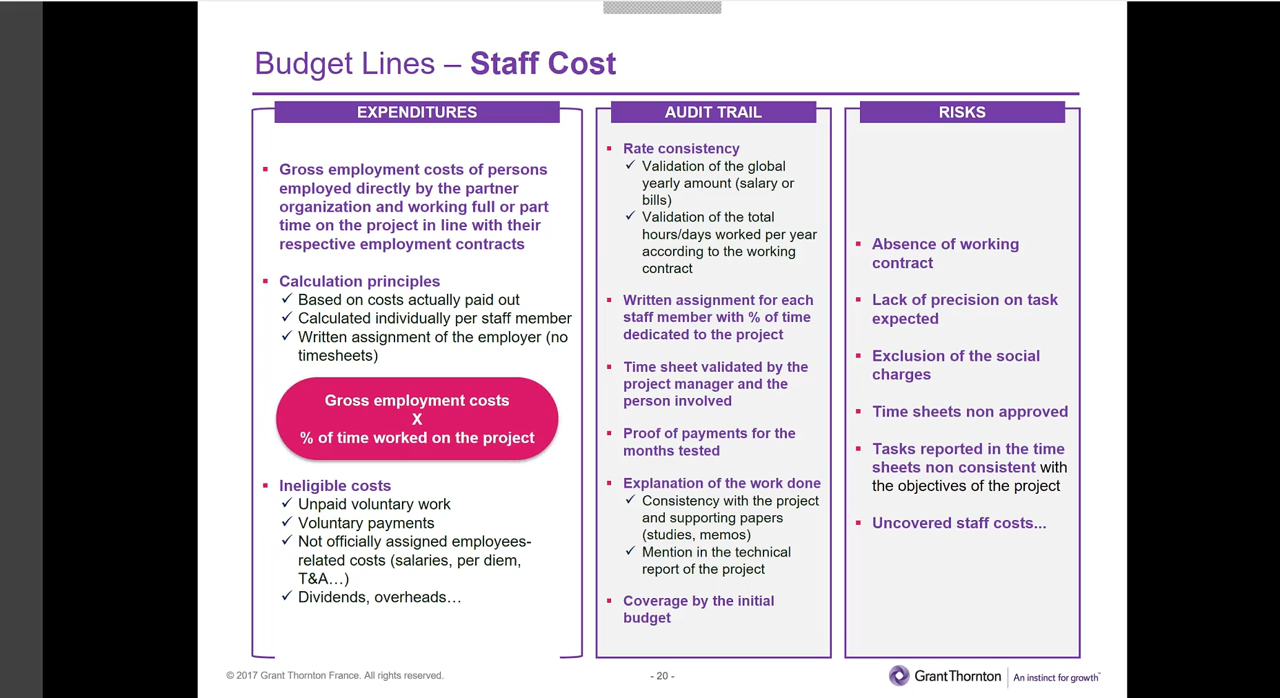 Budget Lines – Staff Cost
EXPENDITURES
Gross employment costs of persons
employed directly by the partner
organization and working full or part
time on the project in line with their
respective employment contracts
Calculation principles
Based on costs actually paid out
Calculated individually per staff member
Written assignment of the employer (no
timesheets)
Gross employment costs
X
% of time worked on the project
Ineligible costs
Unpaid voluntary work
Voluntary payments
Not officially assigned employees-
related costs (salaries, per diem,
T&A…)
Dividends, overheads…
AUDIT TRAIL
Rate consistency
Validation of the global
yearly amount (salary or
bills)
Validation of the total
hours/days worked per year
according to the working
contract
Written assignment for each
staff member with % of time
dedicated to the project
Time sheet validated by the
project manager and the
person involved
Proof of payments for the
months tested
Explanation of the work done
Consistency with the project
and supporting papers
(studies, memos)
Mention in the technical
report of the project
Coverage by the initial
budget
RISKS
Absence of working
contract
Lack of precision on task
expected
Exclusion of the social
charges
Time sheets non approved
Tasks reported in the time
sheets non consistent with
the objectives of the project
Uncovered staff costs...
© 2017 Grant Thornton France. All rights reserved.
- 20 -
Grant Thornton
An instinct for growth™